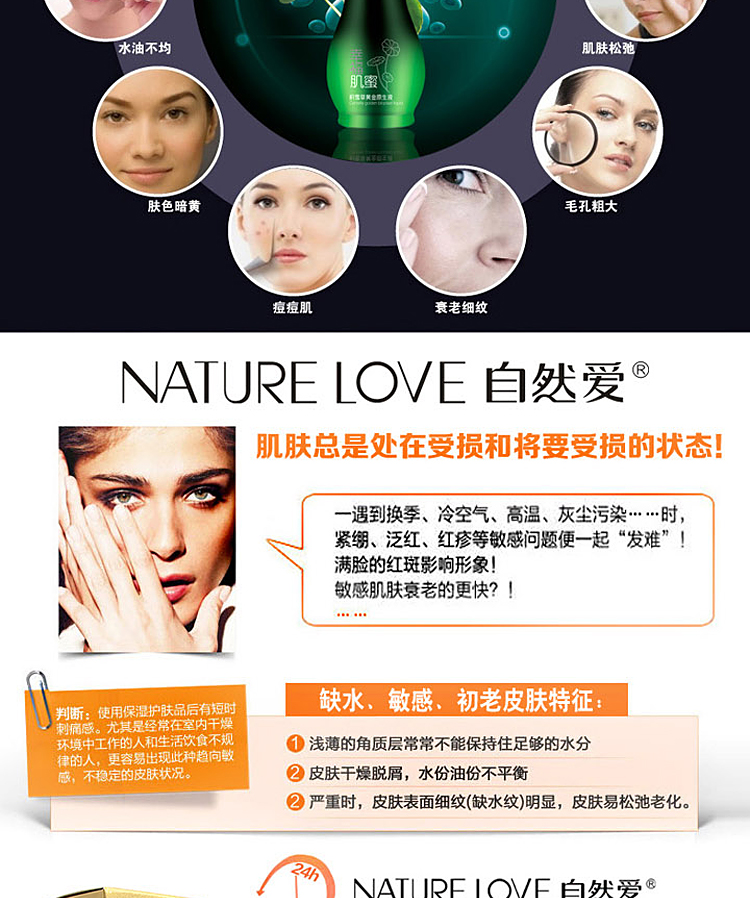 水油不均
肌肤松弛
肌蜜
积雪草黄金原生液
肤色暗黄
毛孔粗大
痘痘肌
衰老细纹
NATURE LOVE 自然爱®
肌肤总是处在受损和将要受损的状态!
一遇到换季、冷空气、高温、灰尘污染……时，
紧绷、泛红、红疹等敏感问题便一起“发难”!
满脸的红斑影响形象!
敏感肌肤衰老的更快?!
……
缺水、敏感、初老皮肤特征:
判断: 使用保湿护肤品后有短时
刺痛感。尤其是经常在室内干燥
环境中工作的人和生活饮食不规
律的人，更容易出现此种趋向敏
感，不稳定的皮肤状况。
1 浅薄的角质层常常不能保持住足够的水分
2 皮肤干燥脱屑，水份油份不平衡
2 严重时，皮肤表面细纹(缺水纹)明显，皮肤易松弛老化。
24h
NATURE LOVE 自然爱®